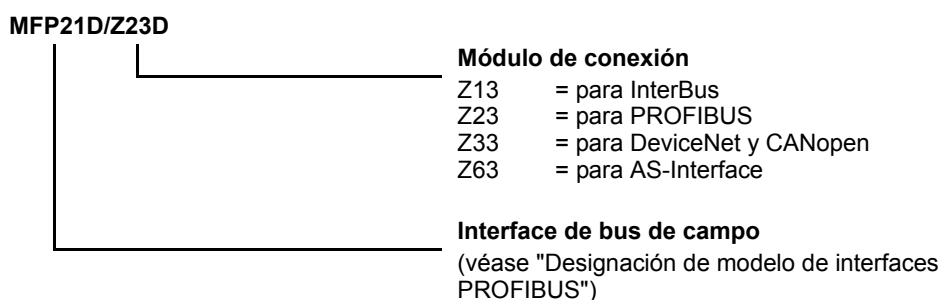 MFP21D/Z23D
Módulo de conexión
Z13 = para InterBus
Z23 = para PROFIBUS
Z33 = para DeviceNet y CANopen
Z63 = para AS-Interface
Interface de bus de campo
(véase "Designación de modelo de interfaces
PROFIBUS")